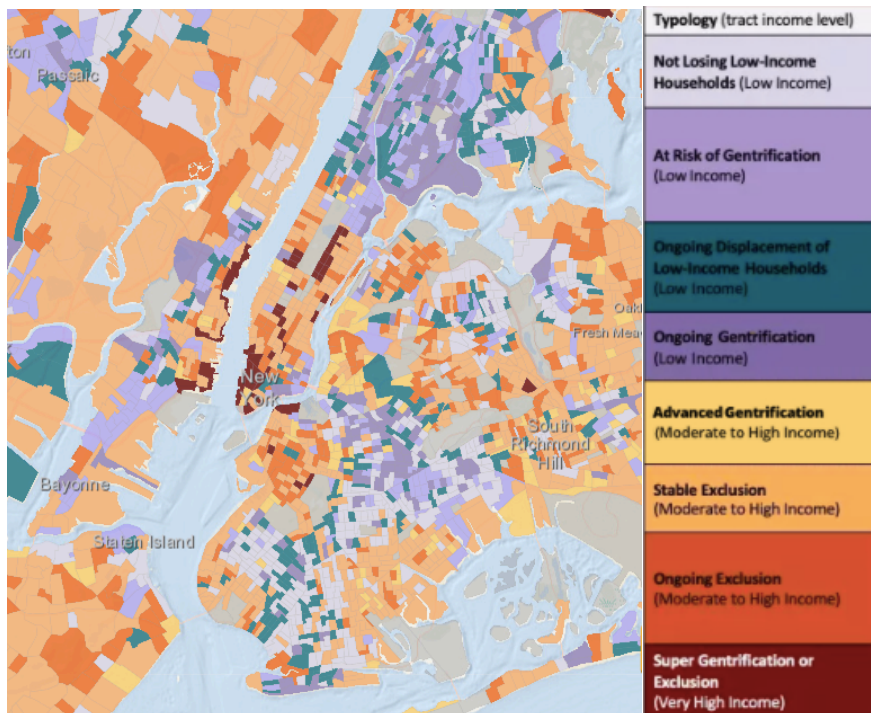 ton
Passaic
Oakl
Fresh Mea
New
York
South
Richmond
Hill
Bayonne
Staten Island
Typology (tract income level)
Not Losing Low-Income
Households (Low Income)
At Risk of Gentrification
(Low Income)
Ongoing Displacement of
Low-Income Households
(Low Income)
Ongoing Gentrification
(Low Income)
Advanced Gentrification
(Moderate to High Income)
Stable Exclusion
(Moderate to High Income)
Ongoing Exclusion
(Moderate to High Income)
Super Gentrification or
Exclusion
(Very High Income)